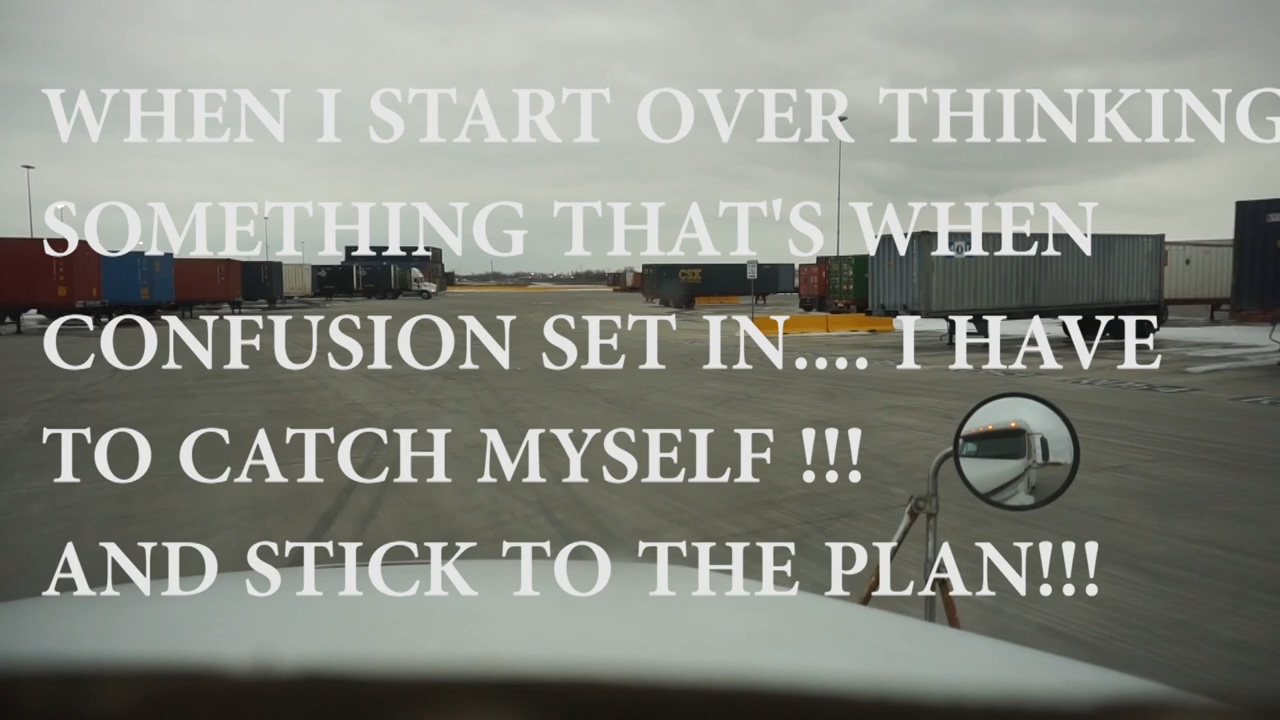 WHEN I START OVER THINKING
SOMETHING THAT'S WHEN
CONFUSION SET IN.... I HAVE
TO CATCH MYSELF !!!
AND STICK TO THE PLAN!!!
CSX